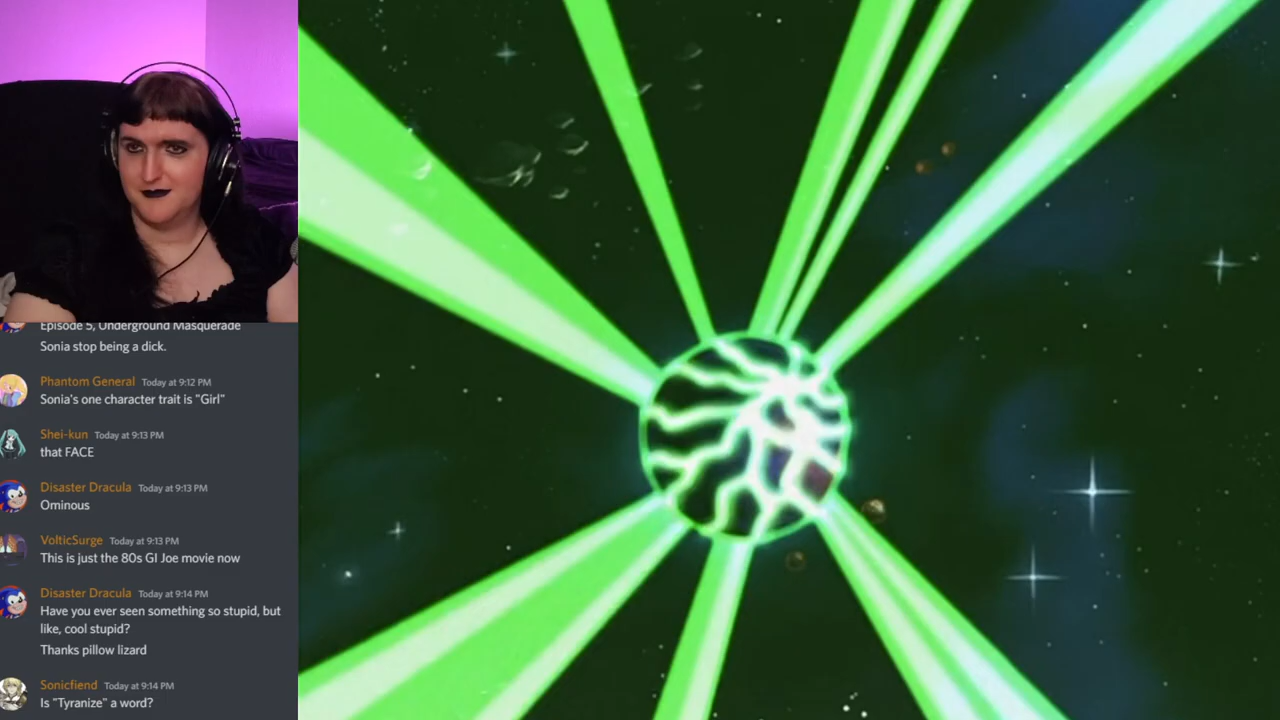 Episode 5, Underground Masquerade
Sonia stop being a dick.
Phantom General Today at 9:12 PM
Sonia's one character trait is "Girl"
Shei-kun Today at 9:13 PM
that FACE
Disaster Dracula Today at 9:13 PM
Ominous
VolticSurge Today at 9:13 PM
This is just the 80s GI Joe movie now
Disaster Dracula Today at 9:14 PM
Have you ever seen something so stupid, but
like, cool stupid?
Thanks pillow lizard
Sonicfiend Today at 9:14 PM
Is "Tyranize" a word?